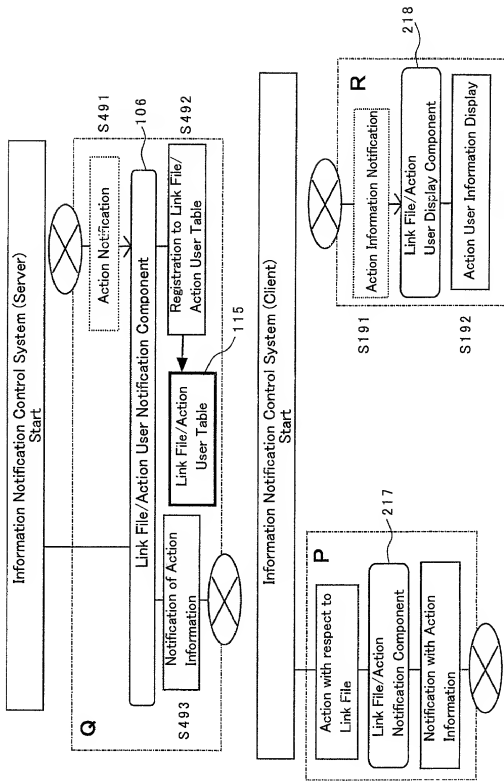 Information Notification Control System (Server)
Start
Q
Action Notification
S491
Link File/Action User Notification Component
106
Registration to Link File/
Action User Table
S492
Link File/Action
User Table
115
Notification of Action
Information
S493
Information Notification Control System (Client)
Start
P
Action with respect to
Link File
Link File/Action
Notification Component
217
Notification with Action
Information
R
Action Information Notification
S191
Link File/Action
User Display Component
218
Action User Information Display
S192